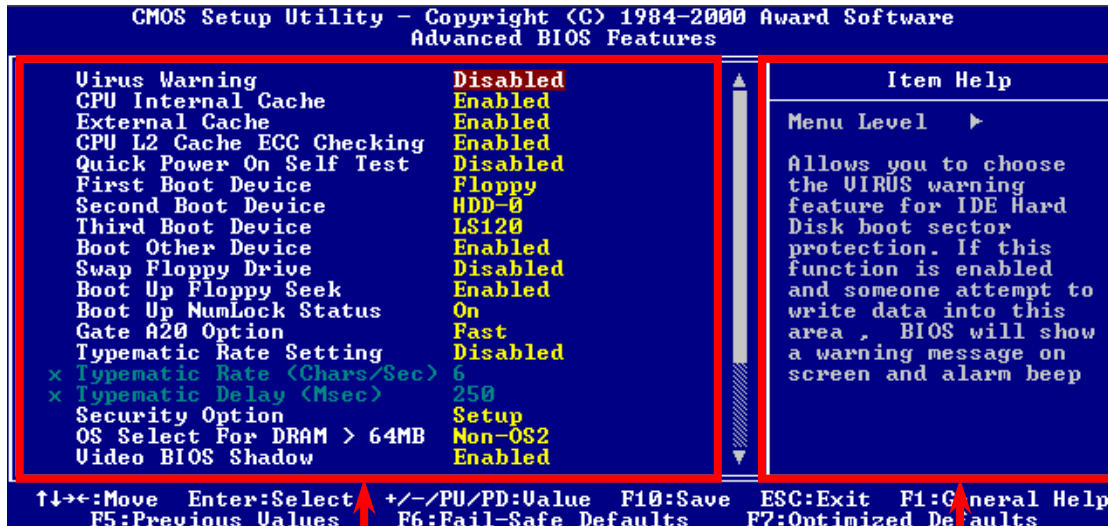 CMOS Setup Utility – Copyright (C) 1984–2000 Award Software
Advanced BIOS Features
Virus Warning Disabled
CPU Internal Cache Enabled
External Cache Enabled
CPU L2 Cache ECC Checking Enabled
Quick Power On Self Test Disabled
First Boot Device Floppy
Second Boot Device HDD-0
Third Boot Device LS120
Boot Other Device Enabled
Swap Floppy Drive Disabled
Boot Up Floppy Seek Enabled
Boot Up NumLock Status On
Gate A20 Option Fast
Typematic Rate Setting Disabled
x Typematic Rate (Chars/Sec) 6
x Typematic Delay (Msec) 250
Security Option Setup
OS Select For DRAM > 64MB Non-OS2
Video BIOS Shadow Enabled
Item Help
Menu Level ▸
Allows you to choose
the VIRUS warning
feature for IDE Hard
Disk boot sector
protection. If this
function is enabled
and someone attempt to
write data into this
area , BIOS will show
a warning message on
screen and alarm beep
↑↓→←:Move Enter:Select +/-/PU/PD:Value F10:Save ESC:Exit F1:General Help
F5:Previous Values F6:Fail-Safe Defaults F7:Optimized Defaults